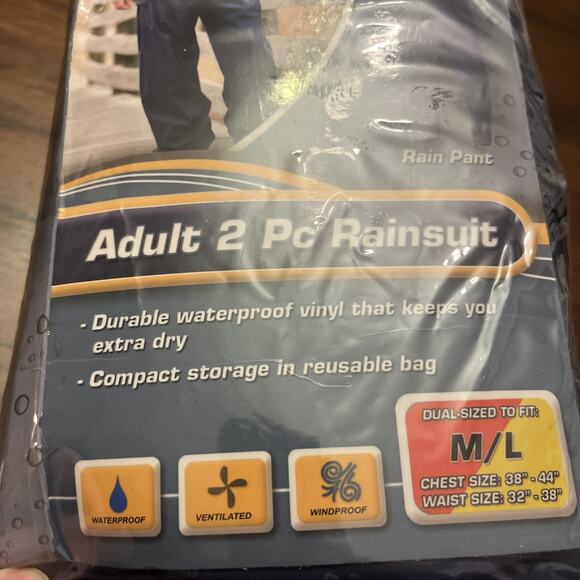 Rain Pant
Adult 2 Pc Rainsuit
- Durable waterproof vinyl that keeps you
extra dry
- Compact storage in reusable bag
DUAL-SIZED TO FIT:
M/L
CHEST SIZE: 38" - 44"
WAIST SIZE: 32" - 38"
WATERPROOF
VENTILATED
WINDPROOF